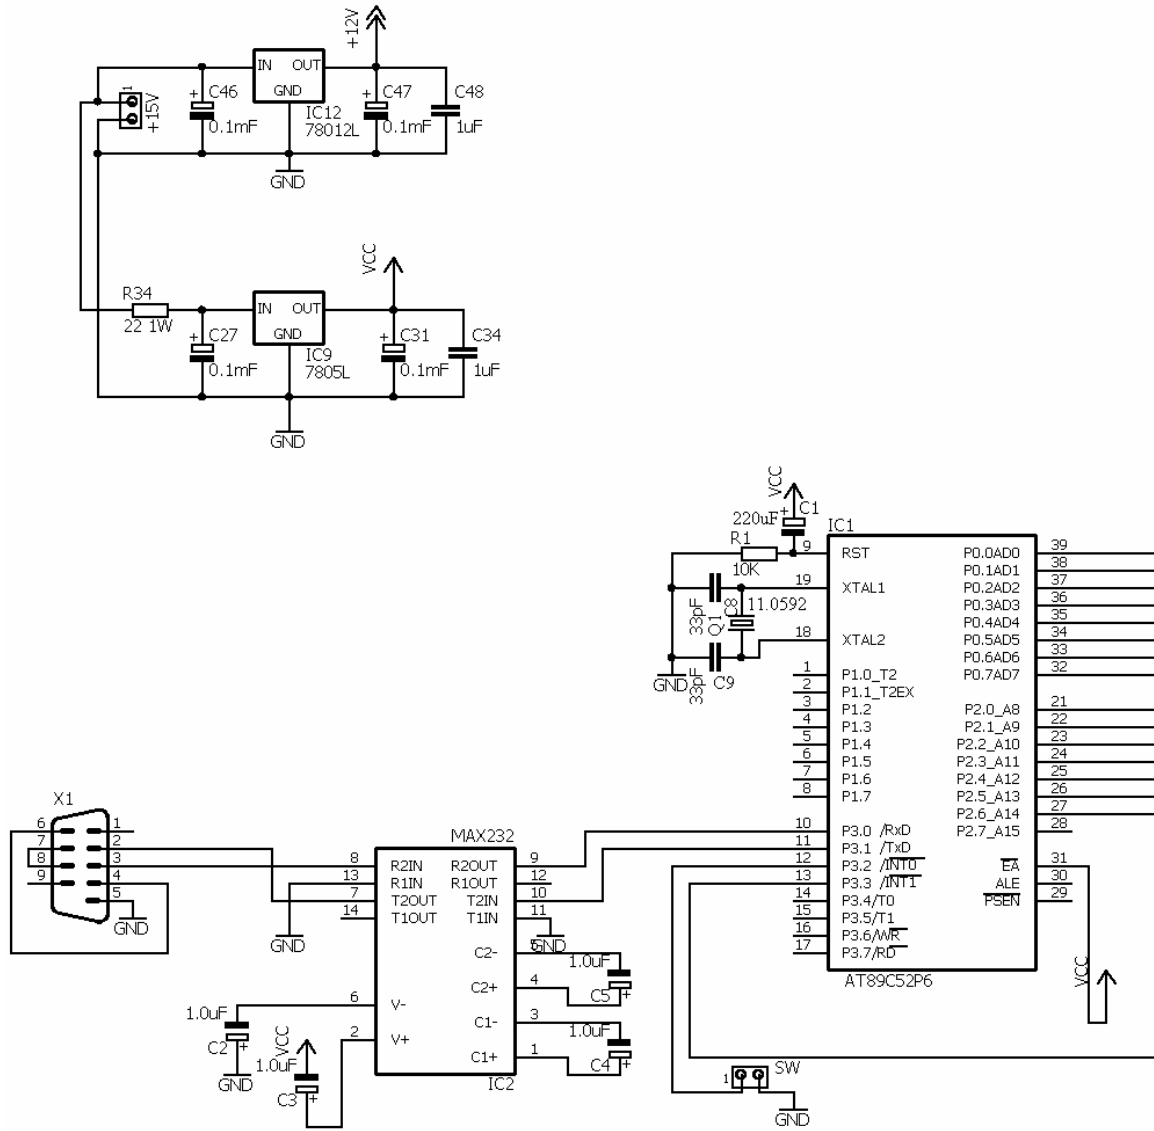 +12V
IN OUT
GND
+ C46
0.1mF
IC12
78012L
+ C47
0.1mF
C48
1uF
1
+15V
GND
VCC
R34
22 1W
IN OUT
GND
+ C27
0.1mF
IC9
7805L
+ C31
0.1mF
C34
1uF
GND
VCC
220uF + C1
IC1
R1
10K
9 RST
19 XTAL1
33pF
Q1
C8
11.0592
18 XTAL2
GND
33pF
C9
1 P1.0_T2
2 P1.1_T2EX
3 P1.2
4 P1.3
5 P1.4
6 P1.5
7 P1.6
8 P1.7
10 P3.0 /RxD
11 P3.1 /TxD
12 P3.2 /INT0
13 P3.3 /INT1
14 P3.4/T0
15 P3.5/T1
16 P3.6/WR
17 P3.7/RD
P0.0AD0 39
P0.1AD1 38
P0.2AD2 37
P0.3AD3 36
P0.4AD4 35
P0.5AD5 34
P0.6AD6 33
P0.7AD7 32
P2.0_A8 21
P2.1_A9 22
P2.2_A10 23
P2.3_A11 24
P2.4_A12 25
P2.5_A13 26
P2.6_A14 27
P2.7_A15 28
EA 31
ALE 30
PSEN 29
AT89C52P6
VCC
X1
6 1
7 2
8 3
9 4
5
GND
MAX232
8 R2IN R2OUT 9
13 R1IN R1OUT 12
7 T2OUT T2IN 10
14 T1OUT T1IN 11
GND
GND
C2- 5
C2+ 4
1.0uF
C5 +
6 V-
C1- 3
2 V+
C1+ 1
1.0uF
C4 +
IC2
1.0uF
C2 +
GND
VCC
1.0uF
C3 +
SW
1
GND